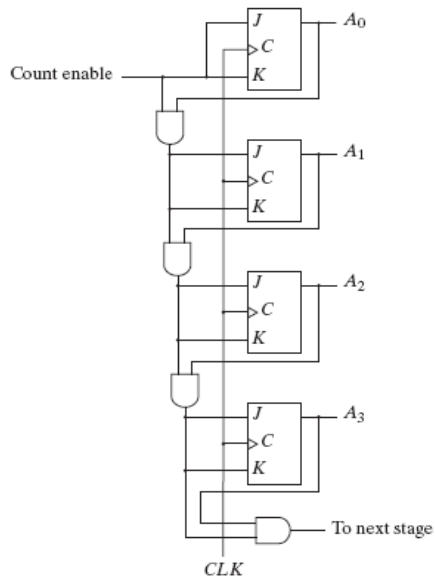 J A0
C
Count enable K
J A1
C
K
J A2
C
K
J A3
C
K
To next stage
CLK